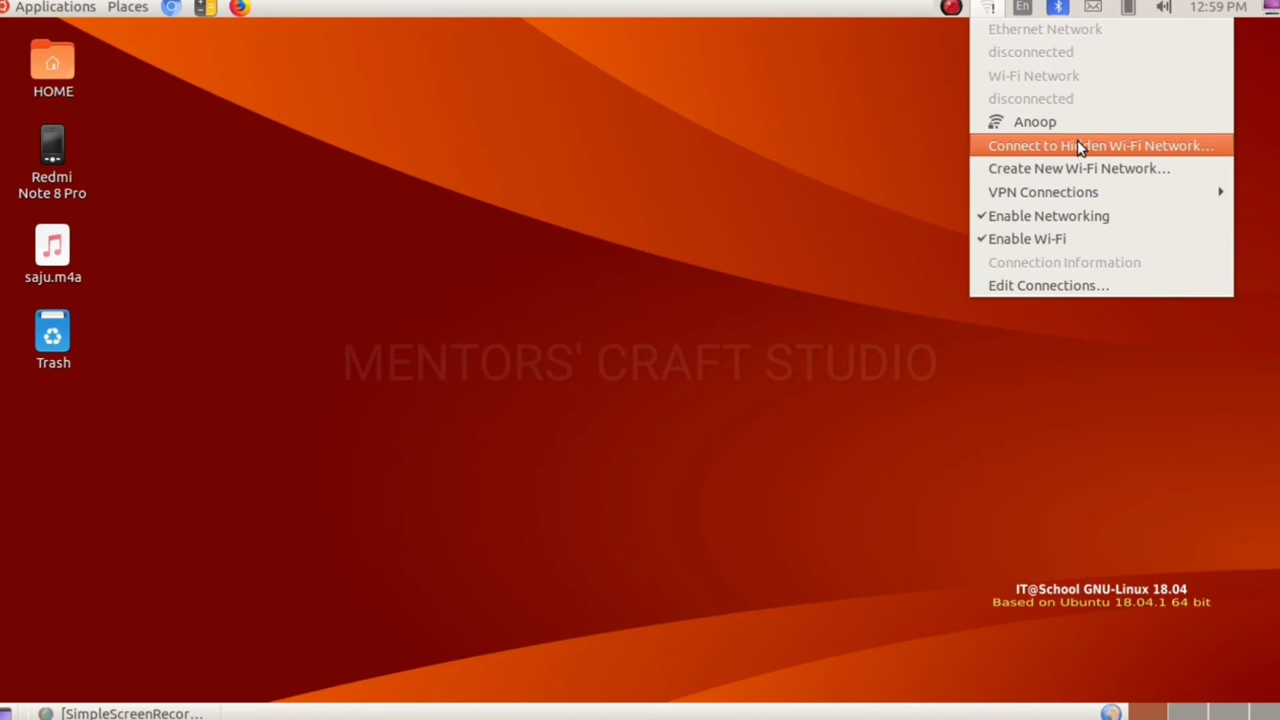 Applications Places
En
12:59 PM
Ethernet Network
disconnected
Wi-Fi Network
disconnected
Anoop
Connect to Hidden Wi-Fi Network...
Create New Wi-Fi Network...
VPN Connections
Enable Networking
Enable Wi-Fi
Connection Information
Edit Connections...
HOME
Redmi
Note 8 Pro
saju.m4a
Trash
MENTORS' CRAFT STUDIO
IT@School GNU-Linux 18.04
Based on Ubuntu 18.04.1 64 bit
[SimpleScreenRecor...